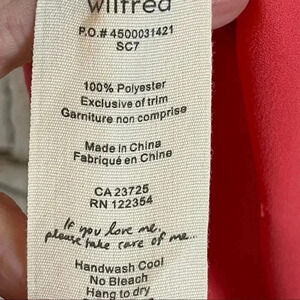 wilfred
P.O.# 4500031421
SC7
100% Polyester
Exclusive of trim
Garniture non comprise
Made in China
Fabriqué en Chine
CA 23725
RN 122354
If you love me,
please take care of me...
Handwash Cool
No Bleach
Hang to dry